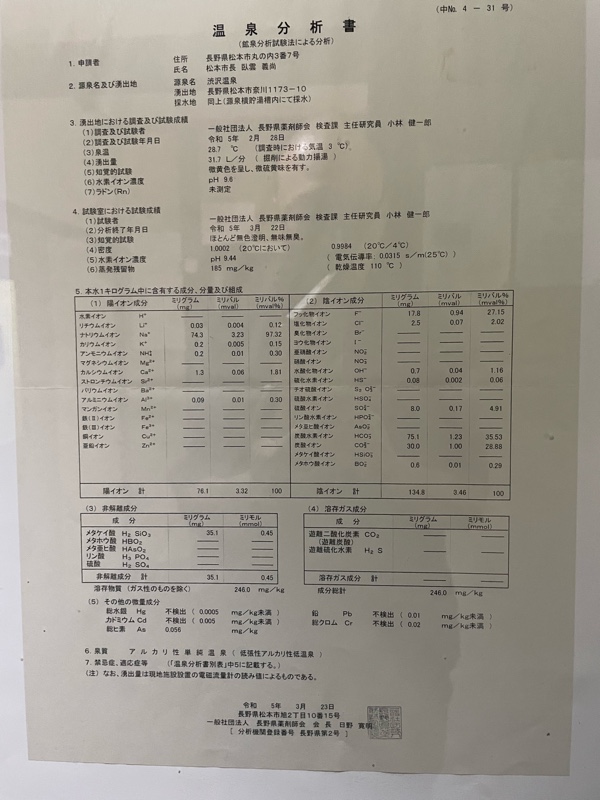 (中No. 4 － 31 号)
温 泉 分 析 書
(鉱泉分析試験法による分析)
1. 申請者 住所 長野県松本市丸の内3番7号
氏名 松本市長 臥雲 義尚
2. 源泉名及び湧出地 源泉名 渋沢温泉
湧出地 長野県松本市奈川1173－10
採水地 同上(源泉積貯湯槽内にて採水)
3. 湧出地における調査及び試験成績
(1)調査及び試験者 一般社団法人 長野県薬剤師会 検査課 主任研究員 小林 健一郎
(2)調査及び試験年月日 令和 5年 2月 28日
(3)泉温 28.7 ℃ (調査時における気温 3 ℃)
(4)湧出量 31.7 L／分 ( 掘削による動力揚湯 )
(5)知覚的試験 微黄色を呈し,微硫黄味を有す。
(6)水素イオン濃度 pH 9.6
(7)ラドン(Rn) 未測定
4. 試験室における試験成績
(1)試験者 一般社団法人 長野県薬剤師会 検査課 主任研究員 小林 健一郎
(2)分析終了年月日 令和 5年 3月 22日
(3)知覚的試験 ほとんど無色澄明,無味無臭。
(4)密度 1.0002 (20℃において) 0.9984 (20℃/4℃)
(5)水素イオン濃度 pH 9.44 ( 電気伝導率: 0.0315 s／m(25℃) )
(6)蒸発残留物 185 mg／kg ( 乾燥温度 110 ℃ )
5. 本水1キログラム中に含有する成分,分量及び組成
(1) 陽イオン成分 ミリグラム (mg) ミリバル (mval) ミリバル% (mval%)
水素イオン H⁺ ── ── ──
リチウムイオン Li⁺ 0.03 0.004 0.12
ナトリウムイオン Na⁺ 74.3 3.23 97.32
カリウムイオン K⁺ 0.2 0.005 0.15
アンモニウムイオン NH₄⁺ 0.2 0.01 0.30
マグネシウムイオン Mg²⁺ ── ── ──
カルシウムイオン Ca²⁺ 1.3 0.06 1.81
ストロンチウムイオン Sr²⁺ ── ── ──
バリウムイオン Ba²⁺ ── ── ──
アルミニウムイオン Al³⁺ 0.09 0.01 0.30
マンガンイオン Mn²⁺ ── ── ──
鉄(Ⅱ)イオン Fe²⁺ ── ── ──
鉄(Ⅲ)イオン Fe³⁺ ── ── ──
銅イオン Cu²⁺ ── ── ──
亜鉛イオン Zn²⁺ ── ── ──
陽イオン 計 76.1 3.32 100
(2) 陰イオン成分 ミリグラム (mg) ミリバル (mval) ミリバル% (mval%)
フッ化物イオン F⁻ 17.8 0.94 27.15
塩化物イオン Cl⁻ 2.5 0.07 2.02
臭化物イオン Br⁻ ── ── ──
ヨウ化物イオン I⁻ ── ── ──
亜硝酸イオン NO₂⁻ ── ── ──
硝酸イオン NO₃⁻ ── ── ──
水酸化物イオン OH⁻ 0.7 0.04 1.16
硫化水素イオン HS⁻ 0.08 0.002 0.06
チオ硫酸イオン S₂O₃²⁻ ── ── ──
硫酸水素イオン HSO₄⁻ ── ── ──
硫酸イオン SO₄²⁻ 8.0 0.17 4.91
リン酸水素イオン HPO₄²⁻ ── ── ──
メタ亜ヒ酸イオン AsO₂⁻ ── ── ──
炭酸水素イオン HCO₃⁻ 75.1 1.23 35.53
炭酸イオン CO₃²⁻ 30.0 1.00 28.88
メタケイ酸イオン HSiO₃⁻ ── ── ──
メタホウ酸イオン BO₂⁻ 0.6 0.01 0.29
陰イオン 計 134.8 3.46 100
(3) 非解離成分
成 分 ミリグラム (mg) ミリモル (mmol)
メタケイ酸 H₂SiO₃ 35.1 0.45
メタホウ酸 HBO₂ ── ──
メタ亜ヒ酸 HAsO₂ ── ──
リン酸 H₃PO₄ ── ──
硫酸 H₂SO₄ ── ──
非解離成分 計 35.1 0.45
溶存物質 (ガス性のものを除く) 246.0 mg／kg
(4) 溶存ガス成分
成 分 ミリグラム (mg) ミリモル (mmol)
遊離二酸化炭素 CO₂ ── ──
(遊離炭酸)
遊離硫化水素 H₂S ── ──
溶存ガス成分 計 ── ──
成分総計 246.0 mg／kg
(5) その他の微量成分
総水銀 Hg 不検出 ( 0.0005 mg／kg未満 ) 鉛 Pb 不検出 ( 0.01 mg／kg未満 )
カドミウム Cd 不検出 ( 0.005 mg／kg未満 ) 総クロム Cr 不検出 ( 0.02 mg／kg未満 )
総ヒ素 As 0.056 mg／kg
6. 泉質 アルカリ性単純温泉 ( 低張性アルカリ性低温泉 )
7. 禁忌症、適応症等 (「温泉分析書別表」中5に記載する。)
(注) なお、湧出量は現地施設設置の電磁流量計の読み値によるものである。
令和 5年 3月 23日
長野県松本市旭2丁目10番15号
一般社団法人 長野県薬剤師会 会 長 日野 寛明
[ 分析機関登録番号 長野県第2号 ]